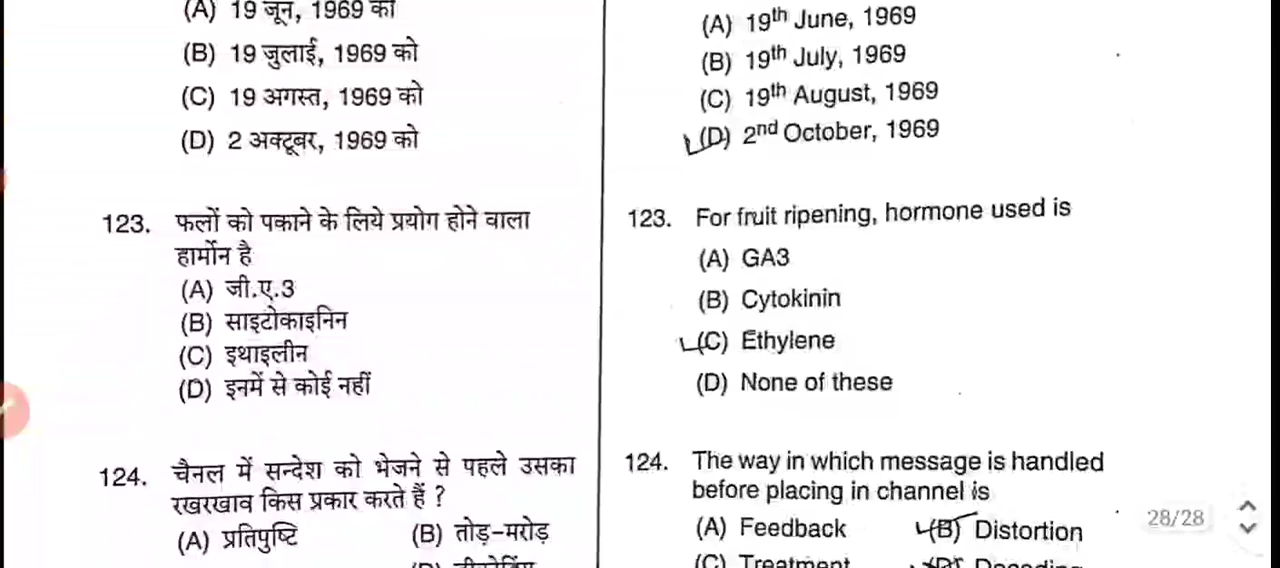 (A) 19 जून, 1969 को
(B) 19 जुलाई, 1969 को
(C) 19 अगस्त, 1969 को
(D) 2 अक्टूबर, 1969 को
123. फलों को पकाने के लिये प्रयोग होने वाला
हार्मोन है
(A) जी.ए.3
(B) साइटोकाइनिन
(C) इथाइलीन
(D) इनमें से कोई नहीं
124. चैनल में सन्देश को भेजने से पहले उसका
रखरखाव किस प्रकार करते हैं ?
(A) प्रतिपुष्टि (B) तोड़-मरोड़
(A) 19th June, 1969
(B) 19th July, 1969
(C) 19th August, 1969
(D) 2nd October, 1969
123. For fruit ripening, hormone used is
(A) GA3
(B) Cytokinin
(C) Ethylene
(D) None of these
124. The way in which message is handled
before placing in channel is
(A) Feedback (B) Distortion
(C) Treatment (D) Decoding
28/28